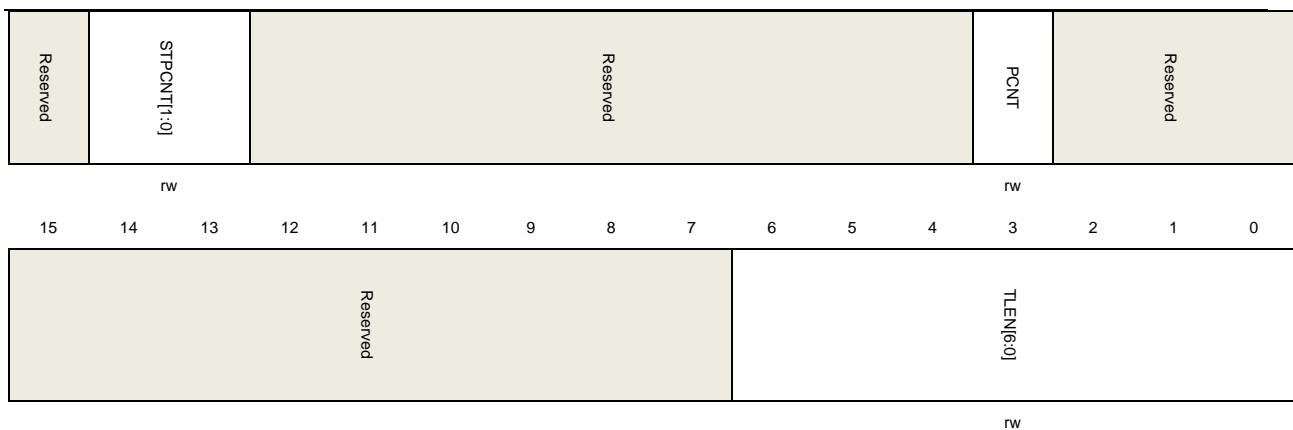 Reserved STPCNT[1:0] Reserved PCNT Reserved
rw rw
15 14 13 12 11 10 9 8 7 6 5 4 3 2 1 0
Reserved TLEN[6:0]
rw